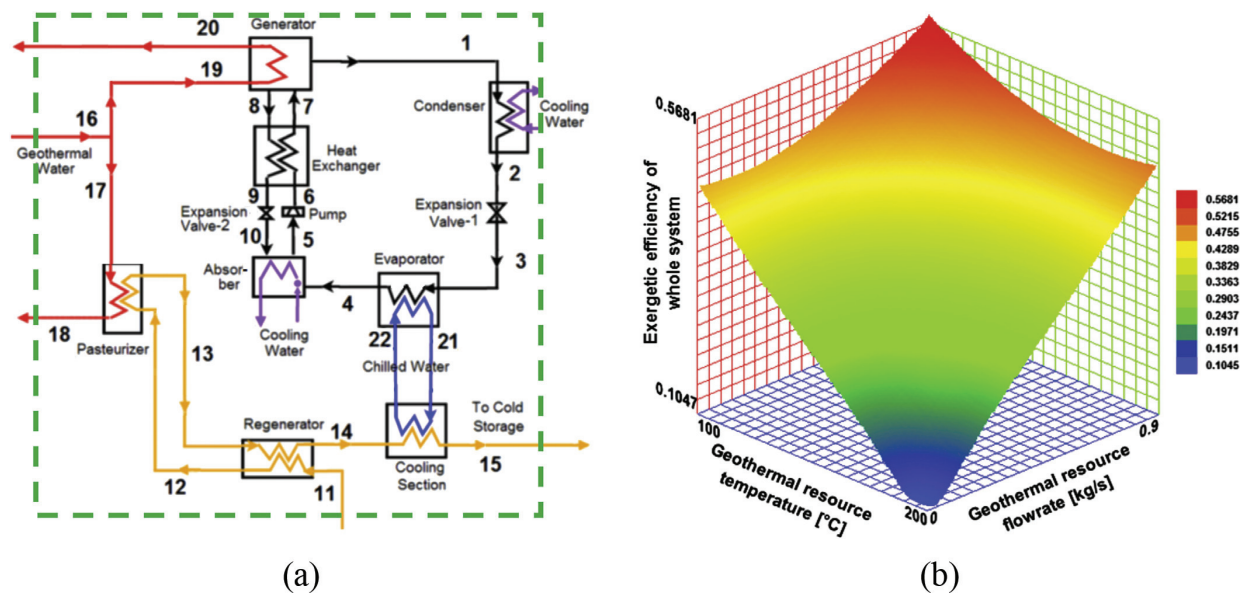 20
Generator
1
19
8
7
16
Condenser
Cooling
Water
Geothermal
Water
Heat
Exchanger
2
17
9
6
Expansion
Valve-2
Pump
Expansion
Valve-1
10
5
3
Absor-
ber
Evaporator
4
18
22
21
Pasteurizer
13
Cooling
Water
Chilled Water
Regenerator
14
To Cold
Storage
12
11
Cooling
Section
15
(a)
0.5681
Exergetic efficiency of
whole system
0.1047
100
Geothermal resource
temperature [°C]
200
0
Geothermal resource
flowrate [kg/s]
0.9
0.5681
0.5215
0.4755
0.4289
0.3829
0.3363
0.2903
0.2437
0.1971
0.1511
0.1045
(b)